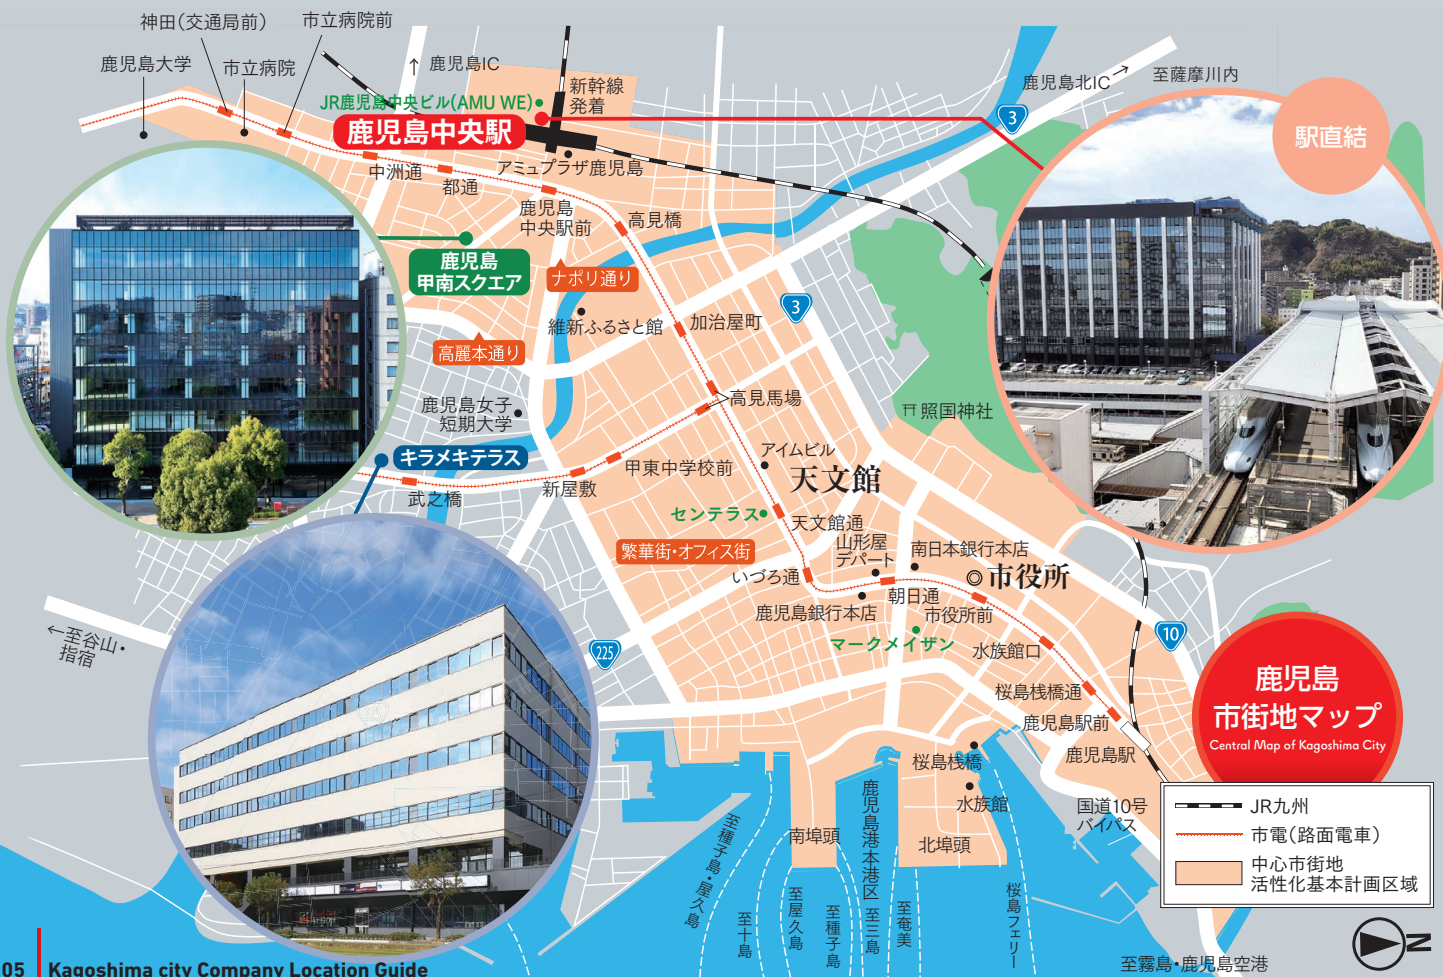 神田(交通局前)
市立病院前
鹿児島大学
市立病院
↑ 鹿児島IC
新幹線
発着
JR鹿児島中央ビル(AMU WE)
鹿児島中央駅
アミュプラザ鹿児島
中洲通
都通
鹿児島
中央駅前
高見橋
鹿児島北IC
至薩摩川内
3
駅直結
鹿児島
甲南スクエア
ナポリ通り
維新ふるさと館
加治屋町
3
高麗本通り
高見馬場
鹿児島女子
短期大学
照国神社
キラメキテラス
武之橋
新屋敷
甲東中学校前
アイムビル
天文館
センテラス
天文館通
繁華街・オフィス街
いづろ通
山形屋
デパート
南日本銀行本店
◎市役所
鹿児島銀行本店
朝日通
市役所前
マークメイザン
水族館口
10
225
←至谷山・
指宿
桜島桟橋通
鹿児島駅前
鹿児島駅
桜島桟橋
水族館
国道10号
バイパス
南埠頭
鹿児島港本港区
北埠頭
至種子島・屋久島
至十島
至屋久島
至種子島
至三島
至奄美
桜島フェリー
鹿児島
市街地マップ
Central Map of Kagoshima City
JR九州
市電(路面電車)
中心市街地
活性化基本計画区域
N
至霧島・鹿児島空港
05 Kagoshima city Company Location Guide